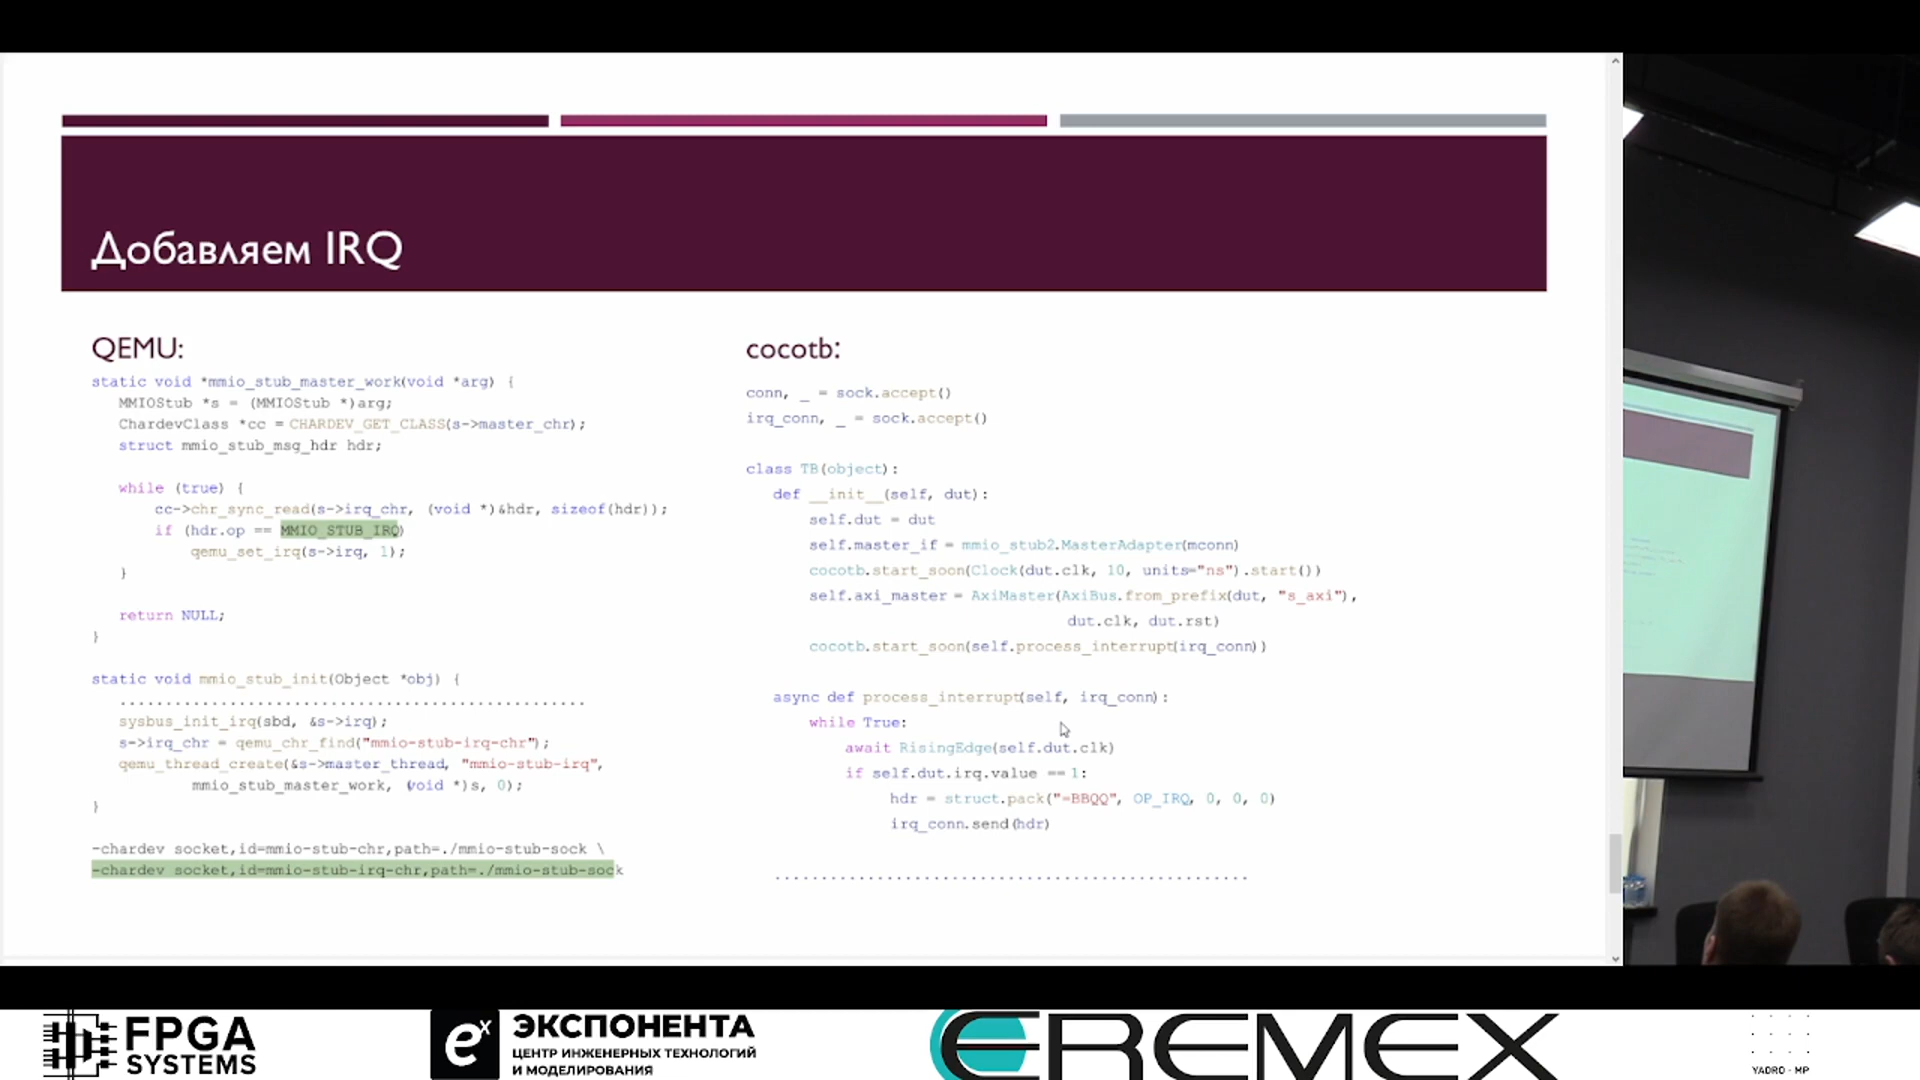 Добавляем IRQ
QEMU:
static void *mmio_stub_master_work(void *arg) {
MMIOStub *s = (MMIOStub *)arg;
ChardevClass *cc = CHARDEV_GET_CLASS(s->master_chr);
struct mmio_stub_msg_hdr hdr;
while (true) {
cc->chr_sync_read(s->irq_chr, (void *)&hdr, sizeof(hdr));
if (hdr.op == MMIO_STUB_IRQ)
qemu_set_irq(s->irq, 1);
}
return NULL;
}
static void mmio_stub_init(Object *obj) {
....................................................
sysbus_init_irq(sbd, &s->irq);
s->irq_chr = qemu_chr_find("mmio-stub-irq-chr");
qemu_thread_create(&s->master_thread, "mmio-stub-irq",
mmio_stub_master_work, (void *)s, 0);
}
-chardev socket,id=mmio-stub-chr,path=./mmio-stub-sock \
-chardev socket,id=mmio-stub-irq-chr,path=./mmio-stub-sock
cocotb:
conn, _ = sock.accept()
irq_conn, _ = sock.accept()
class TB(object):
def __init__(self, dut):
self.dut = dut
self.master_if = mmio_stub2.MasterAdapter(mconn)
cocotb.start_soon(Clock(dut.clk, 10, units="ns").start())
self.axi_master = AxiMaster(AxiBus.from_prefix(dut, "s_axi"),
dut.clk, dut.rst)
cocotb.start_soon(self.process_interrupt(irq_conn))
async def process_interrupt(self, irq_conn):
while True:
await RisingEdge(self.dut.clk)
if self.dut.irq.value == 1:
hdr = struct.pack("=BBQQ", OP_IRQ, 0, 0, 0)
irq_conn.send(hdr)
....................................................
FPGA
SYSTEMS
ex
ЭКСПОНЕНТА
ЦЕНТР ИНЖЕНЕРНЫХ ТЕХНОЛОГИЙ
И МОДЕЛИРОВАНИЯ
EREMEX
YADRO - MP